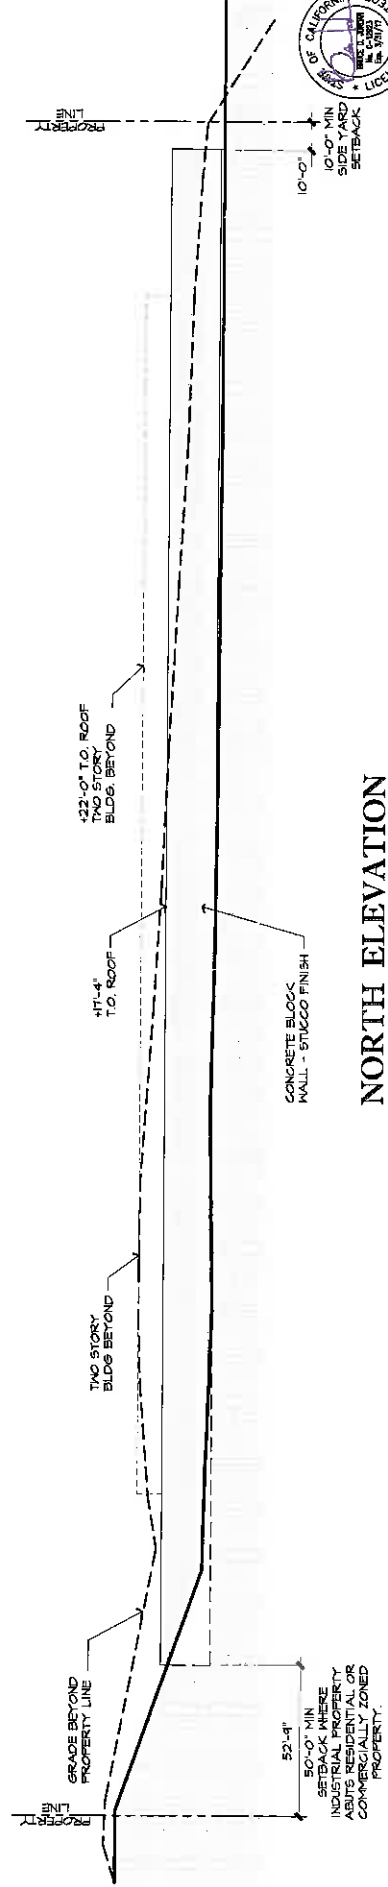 PROPERTY
LINE
GRADE BEYOND
PROPERTY LINE
TWO STORY
BLDG BEYOND
+17'-4"
T.O. ROOF
+22'-0" T.O. ROOF
TWO STORY
BLDG. BEYOND
PROPERTY
LINE
52'-9"
50'-0" MIN
SETBACK WHERE
INDUSTRIAL PROPERTY
ABUTS RESIDENTIAL OR
COMMERCIALLY ZONED
PROPERTY.
CONCRETE BLOCK
WALL - STUCCO FINISH
10'-0"
10'-0" MIN
SIDE YARD
SETBACK
NORTH ELEVATION
OF CALIFORN
LICE